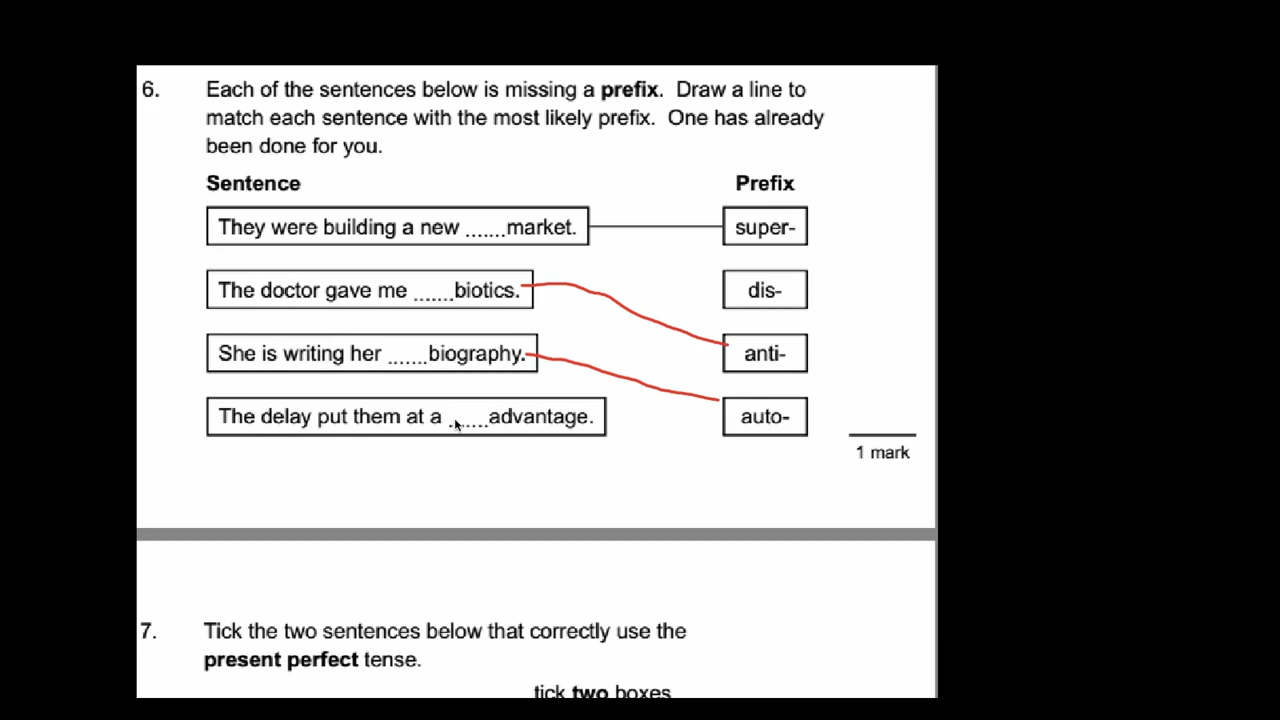 6. Each of the sentences below is missing a prefix. Draw a line to
match each sentence with the most likely prefix. One has already
been done for you.
Sentence Prefix
They were building a new .......market. super-
The doctor gave me .......biotics. dis-
She is writing her .......biography. anti-
The delay put them at a .......advantage. auto-
1 mark
7. Tick the two sentences below that correctly use the
present perfect tense.
tick two boxes